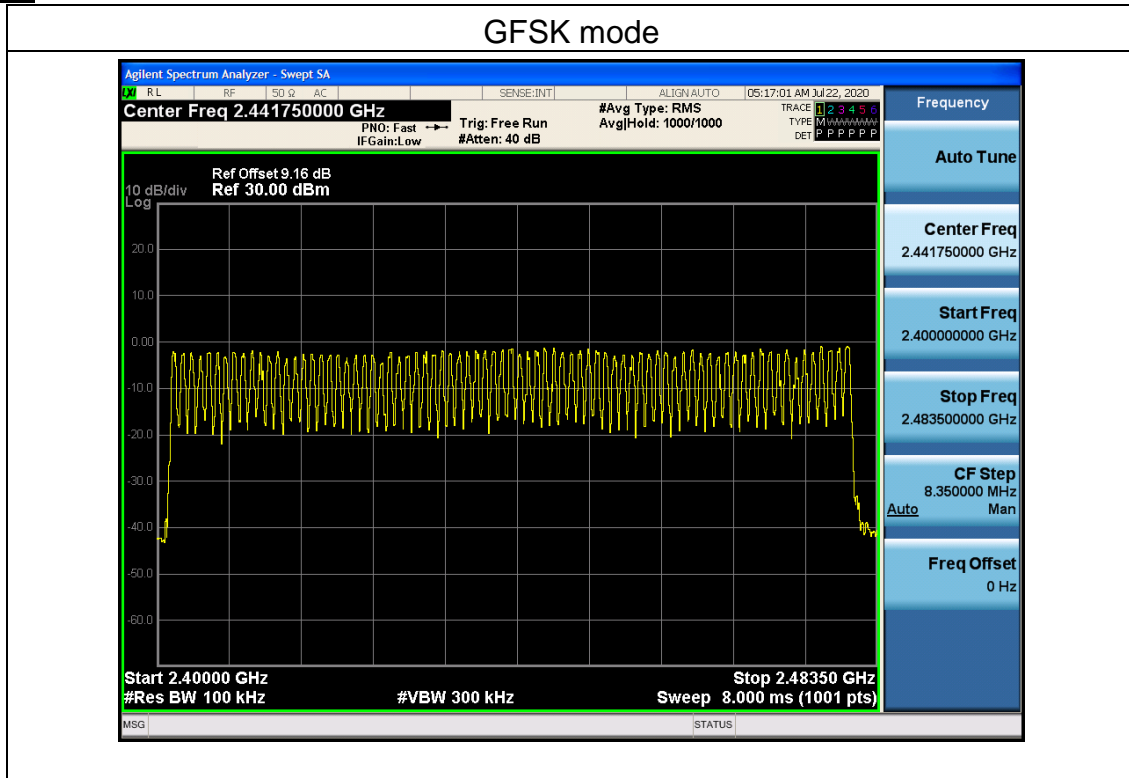 GFSK mode
Agilent Spectrum Analyzer - Swept SA
LXI RL RF 50 Ω AC SENSE:INT ALIGN AUTO 05:17:01 AM Jul 22, 2020
Center Freq 2.441750000 GHz
PNO: Fast
IFGain:Low
Trig: Free Run
#Atten: 40 dB
#Avg Type: RMS
Avg|Hold: 1000/1000
TRACE 1 2 3 4 5 6
TYPE MWWWWW
DET P P P P P P
Ref Offset 9.16 dB
10 dB/div Ref 30.00 dBm
Log
20.0
10.0
0.00
-10.0
-20.0
-30.0
-40.0
-50.0
-60.0
Start 2.40000 GHz Stop 2.48350 GHz
#Res BW 100 kHz #VBW 300 kHz Sweep 8.000 ms (1001 pts)
MSG STATUS
Frequency
Auto Tune
Center Freq
2.441750000 GHz
Start Freq
2.400000000 GHz
Stop Freq
2.483500000 GHz
CF Step
8.350000 MHz
Auto Man
Freq Offset
0 Hz